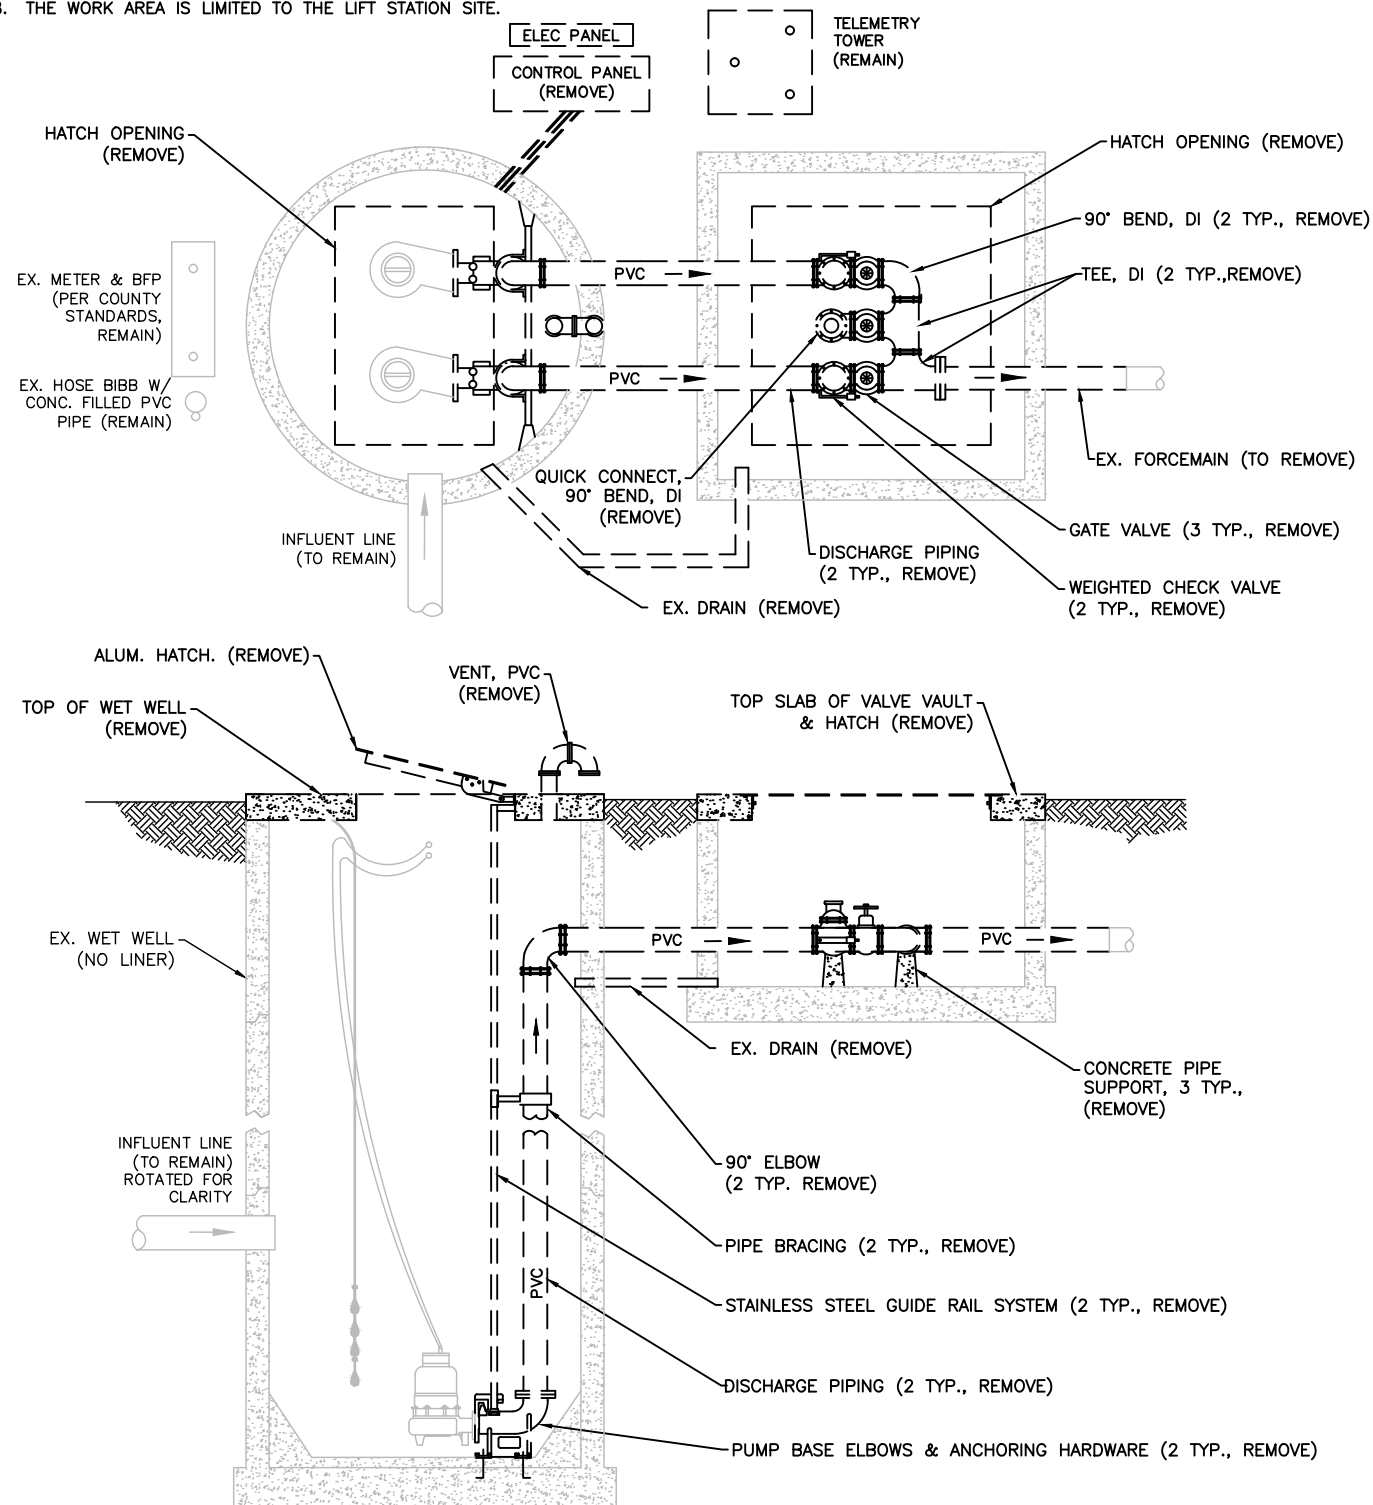 3. THE WORK AREA IS LIMITED TO THE LIFT STATION SITE.
ELEC PANEL
CONTROL PANEL
(REMOVE)
TELEMETRY
TOWER
(REMAIN)
HATCH OPENING
(REMOVE)
HATCH OPENING (REMOVE)
90° BEND, DI (2 TYP., REMOVE)
TEE, DI (2 TYP.,REMOVE)
EX. METER & BFP
(PER COUNTY
STANDARDS,
REMAIN)
PVC
PVC
EX. HOSE BIBB W/
CONC. FILLED PVC
PIPE (REMAIN)
EX. FORCEMAIN (TO REMOVE)
QUICK CONNECT,
90° BEND, DI
(REMOVE)
GATE VALVE (3 TYP., REMOVE)
INFLUENT LINE
(TO REMAIN)
DISCHARGE PIPING
(2 TYP., REMOVE)
WEIGHTED CHECK VALVE
(2 TYP., REMOVE)
EX. DRAIN (REMOVE)
ALUM. HATCH. (REMOVE)
VENT, PVC
(REMOVE)
TOP OF WET WELL
(REMOVE)
TOP SLAB OF VALVE VAULT
& HATCH (REMOVE)
EX. WET WELL
(NO LINER)
PVC
PVC
EX. DRAIN (REMOVE)
CONCRETE PIPE
SUPPORT, 3 TYP.,
(REMOVE)
INFLUENT LINE
(TO REMAIN)
ROTATED FOR
CLARITY
90° ELBOW
(2 TYP. REMOVE)
PIPE BRACING (2 TYP., REMOVE)
PVC
STAINLESS STEEL GUIDE RAIL SYSTEM (2 TYP., REMOVE)
DISCHARGE PIPING (2 TYP., REMOVE)
PUMP BASE ELBOWS & ANCHORING HARDWARE (2 TYP., REMOVE)